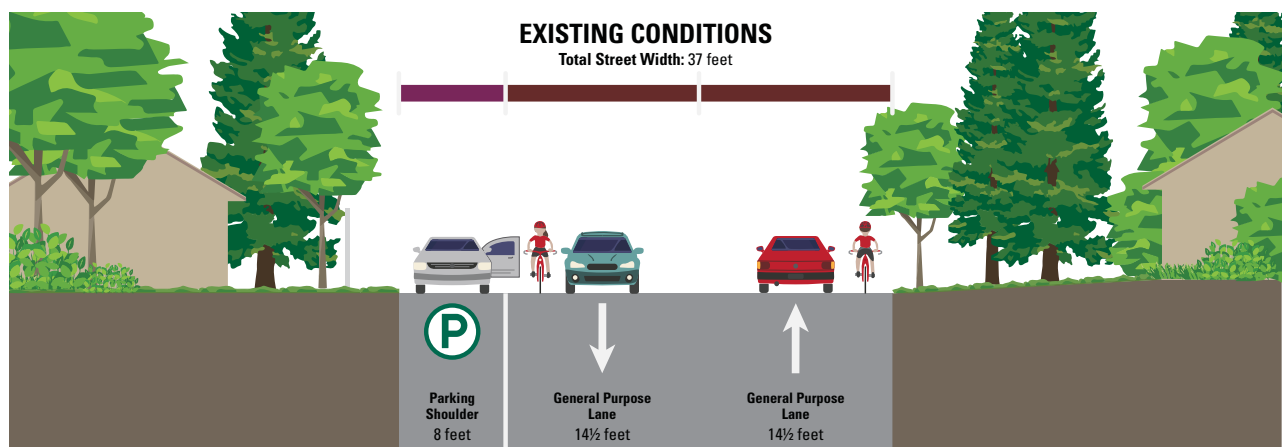 EXISTING CONDITIONS
Total Street Width: 37 feet
P
Parking
Shoulder
8 feet
General Purpose
Lane
14½ feet
General Purpose
Lane
14½ feet